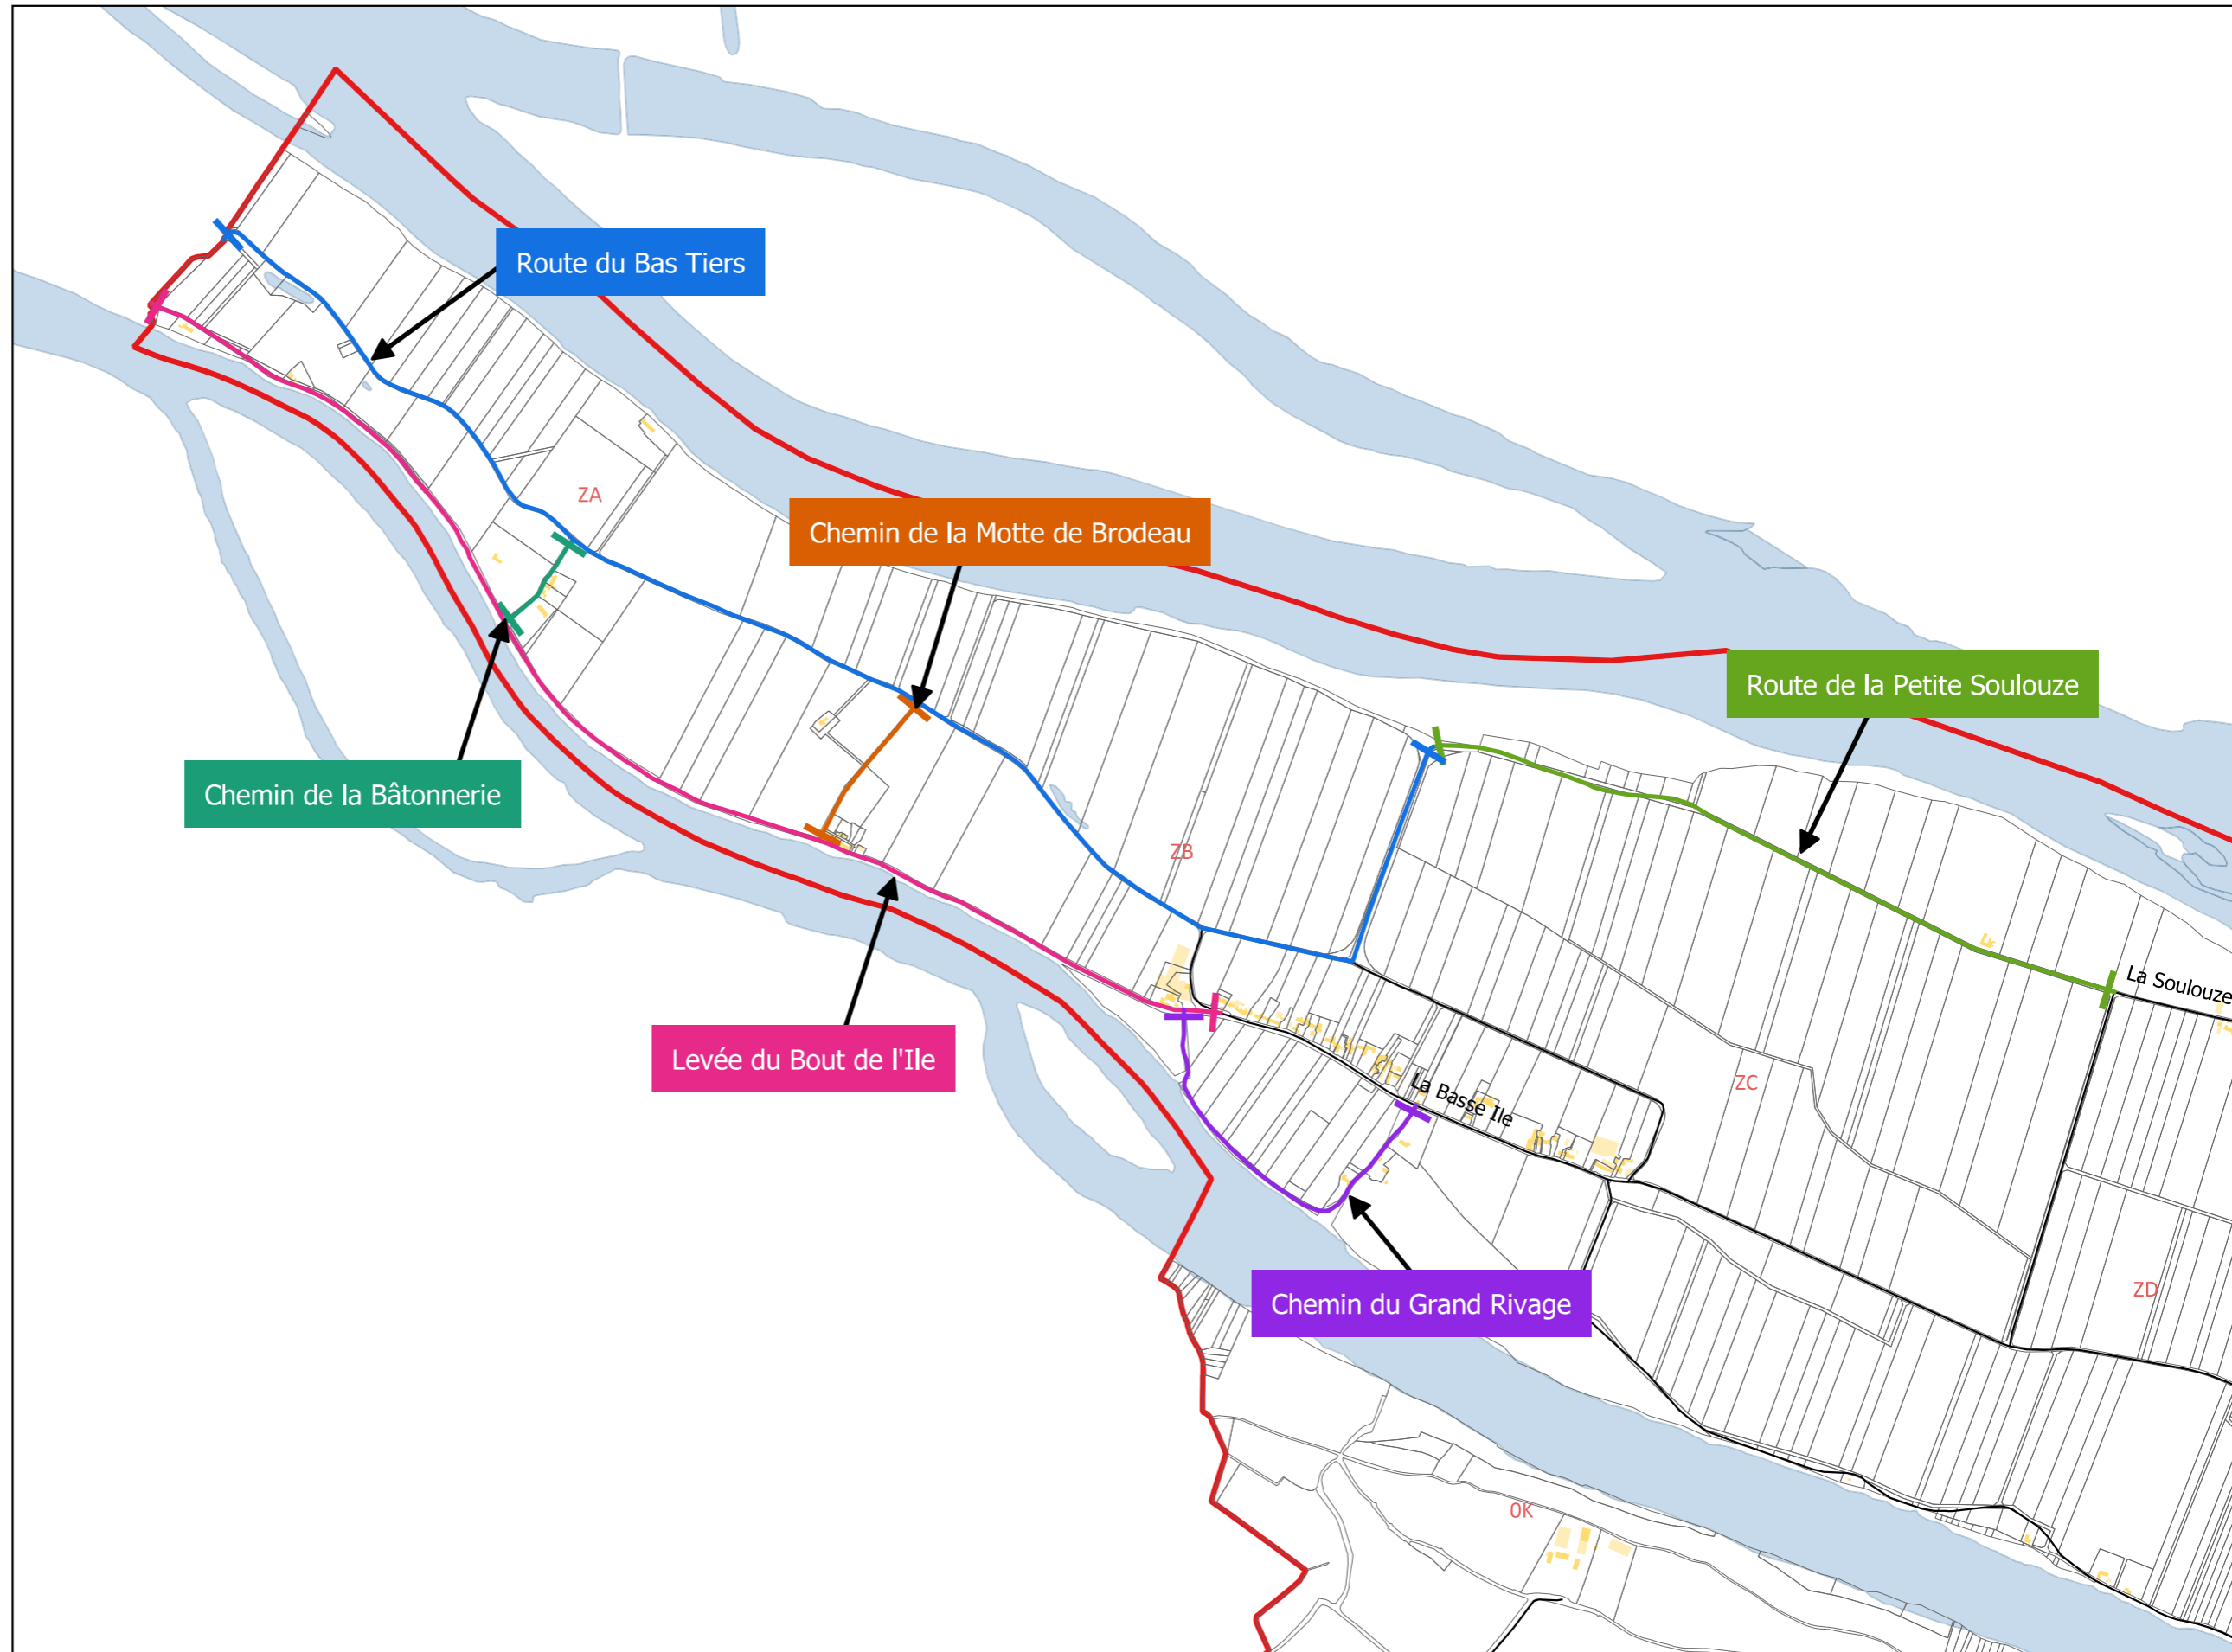 Route du Bas Tiers
ZA
Chemin de la Motte de Brodeau
Route de la Petite Soulouze
Chemin de la Bâtonnerie
ZB
La Soulouze
Levée du Bout de l'Ile
ZC
La Basse Ile
ZD
Chemin du Grand Rivage
0K